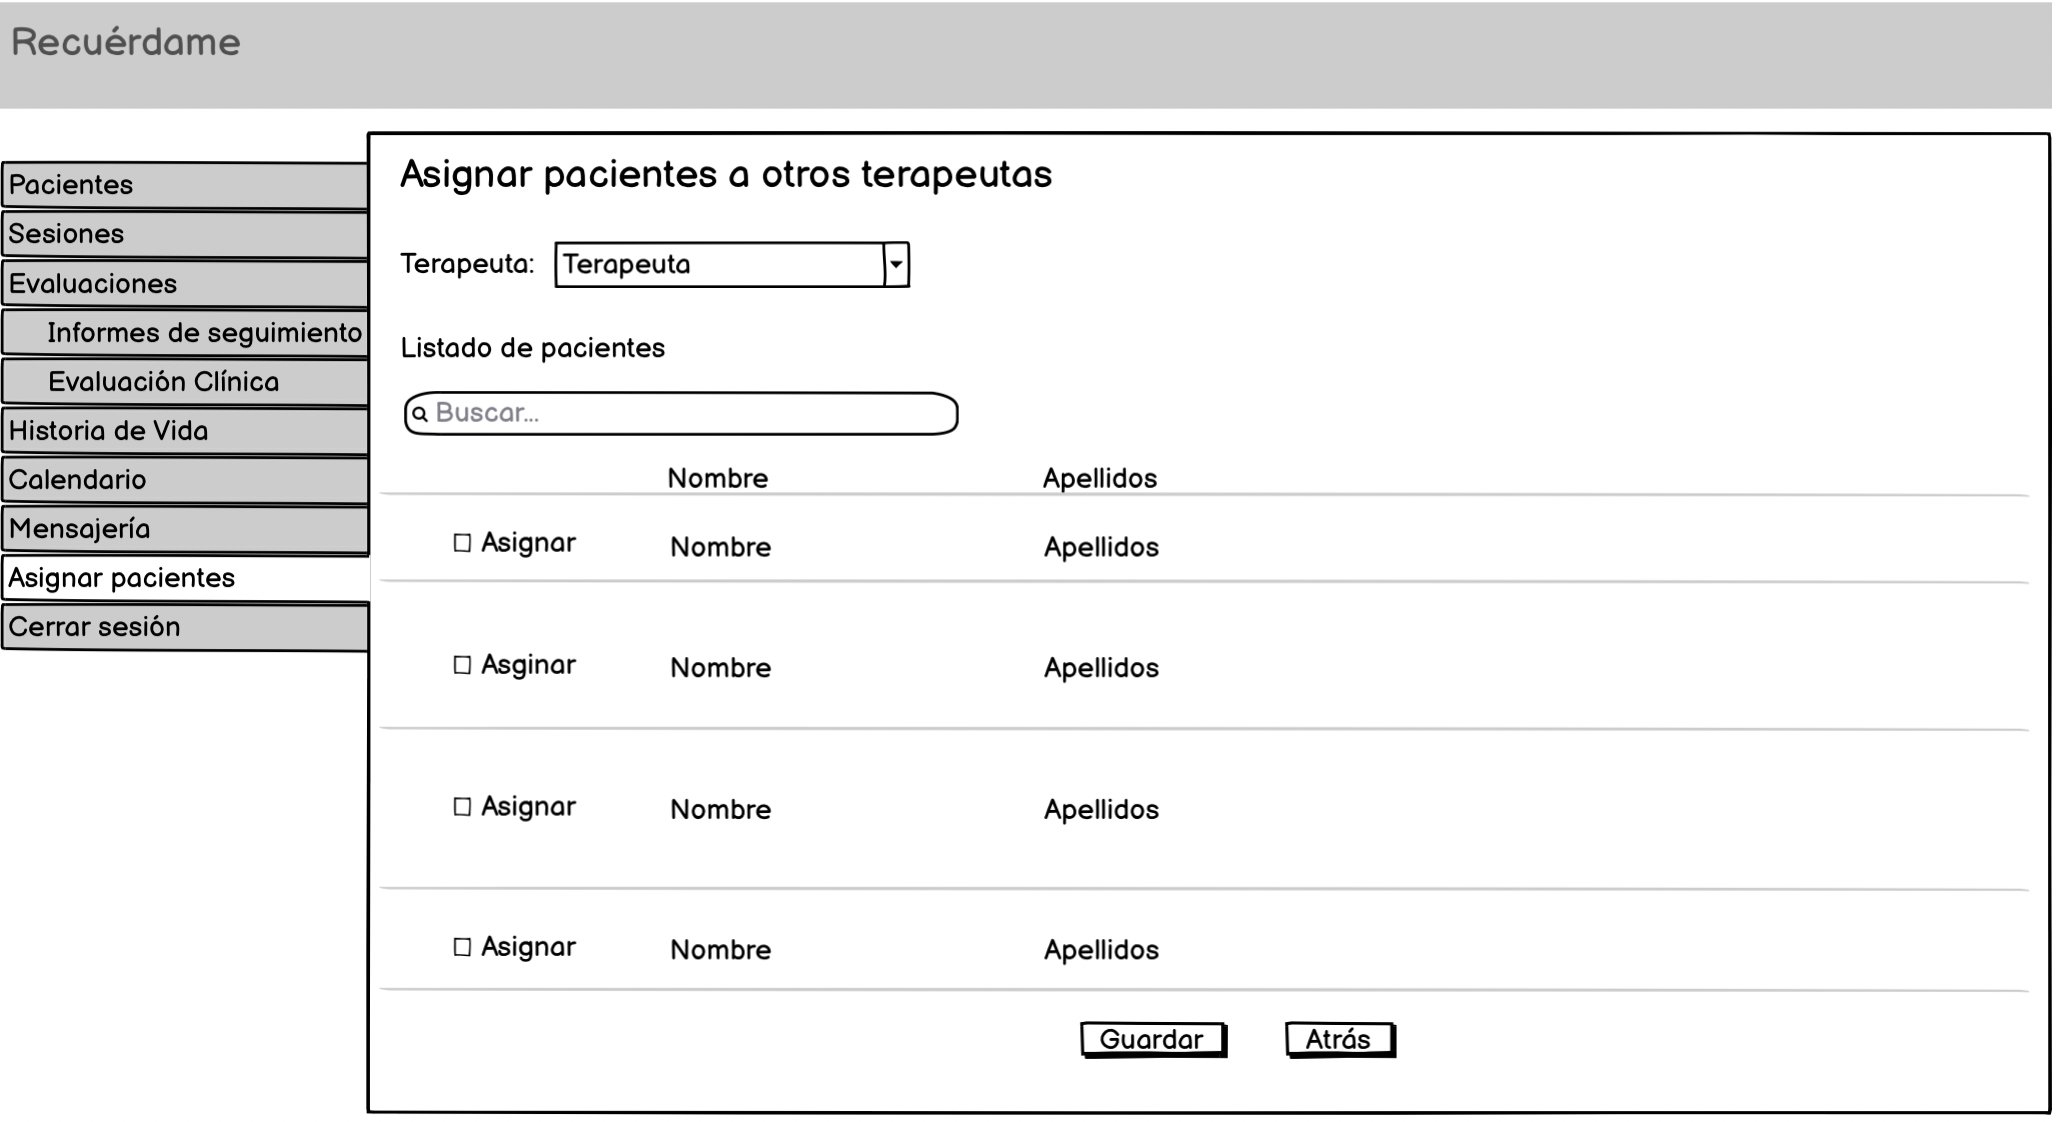 Recuérdame
Pacientes
Sesiones
Evaluaciones
Informes de seguimiento
Evaluación Clínica
Historia de Vida
Calendario
Mensajería
Asignar pacientes
Cerrar sesión
Asignar pacientes a otros terapeutas
Terapeuta: Terapeuta
Listado de pacientes
Buscar...
Nombre Apellidos
Asignar Nombre Apellidos
Asginar Nombre Apellidos
Asignar Nombre Apellidos
Asignar Nombre Apellidos
Guardar Atrás